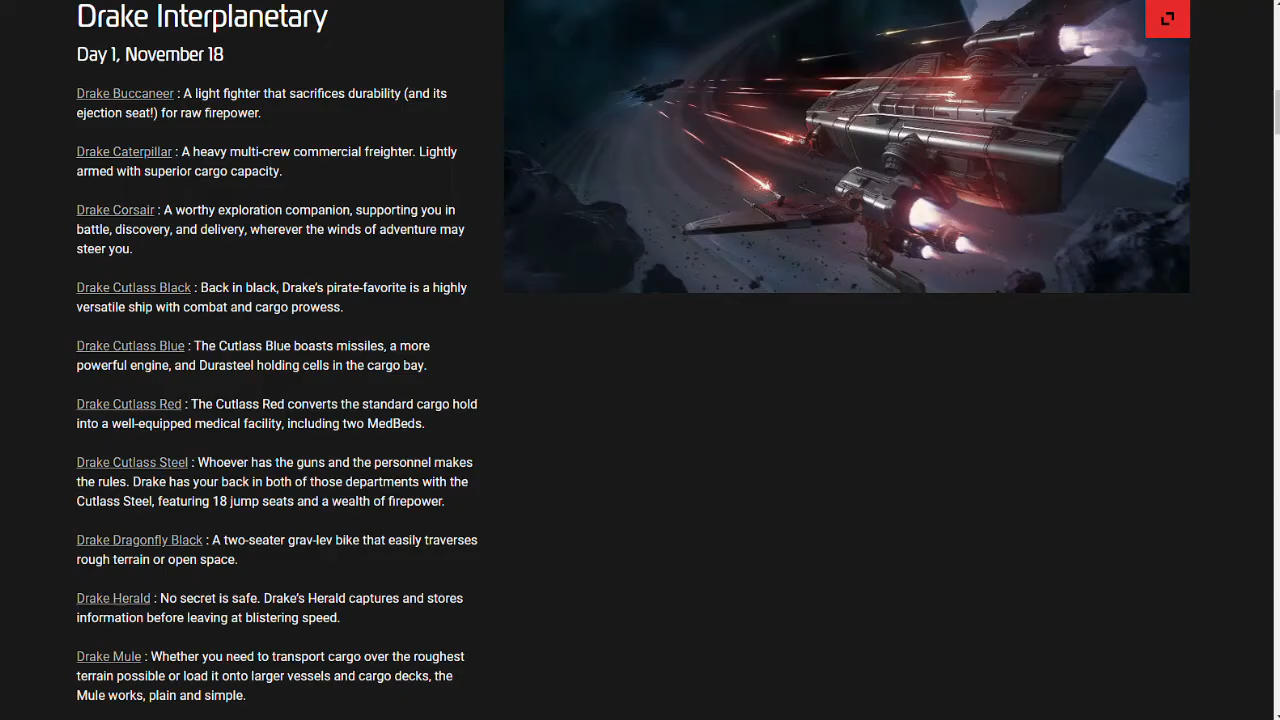 Drake Interplanetary
Day 1, November 18
Drake Buccaneer : A light fighter that sacrifices durability (and its
ejection seat!) for raw firepower.
Drake Caterpillar : A heavy multi-crew commercial freighter. Lightly
armed with superior cargo capacity.
Drake Corsair : A worthy exploration companion, supporting you in
battle, discovery, and delivery, wherever the winds of adventure may
steer you.
Drake Cutlass Black : Back in black, Drake's pirate-favorite is a highly
versatile ship with combat and cargo prowess.
Drake Cutlass Blue : The Cutlass Blue boasts missiles, a more
powerful engine, and Durasteel holding cells in the cargo bay.
Drake Cutlass Red : The Cutlass Red converts the standard cargo hold
into a well-equipped medical facility, including two MedBeds.
Drake Cutlass Steel : Whoever has the guns and the personnel makes
the rules. Drake has your back in both of those departments with the
Cutlass Steel, featuring 18 jump seats and a wealth of firepower.
Drake Dragonfly Black : A two-seater grav-lev bike that easily traverses
rough terrain or open space.
Drake Herald : No secret is safe. Drake's Herald captures and stores
information before leaving at blistering speed.
Drake Mule : Whether you need to transport cargo over the roughest
terrain possible or load it onto larger vessels and cargo decks, the
Mule works, plain and simple.